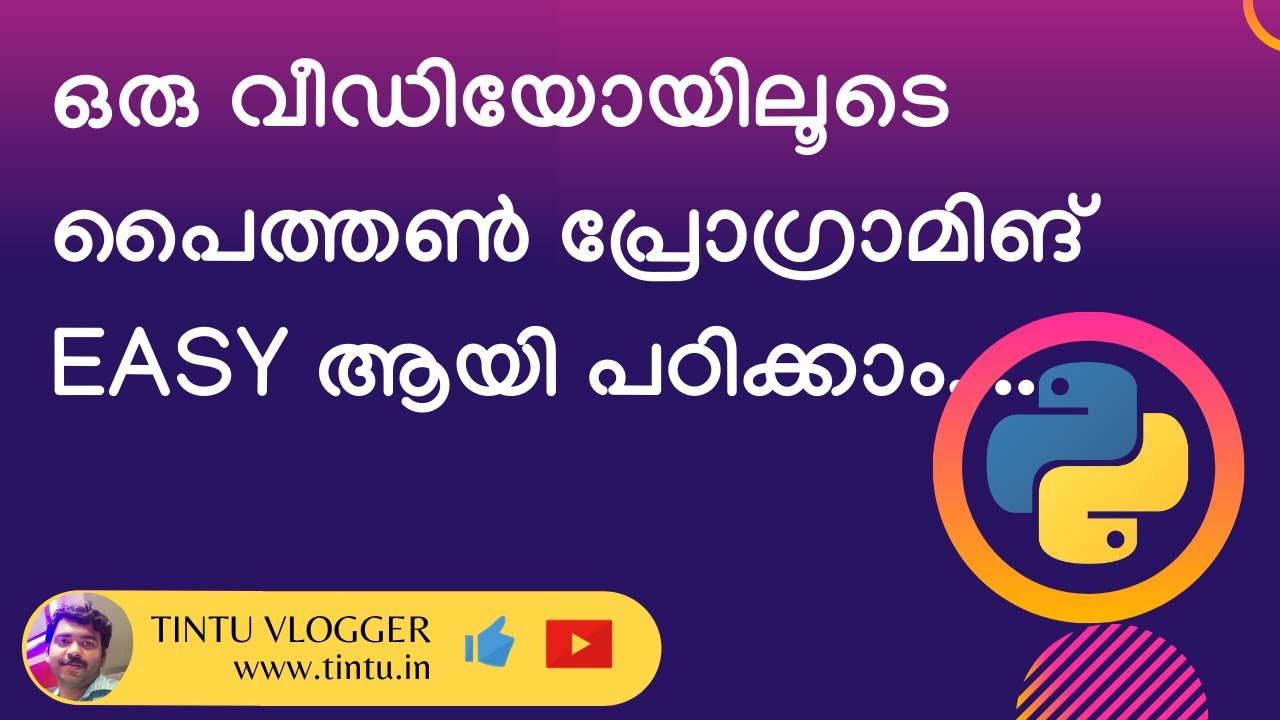 ഒരു വീഡിയോയിലൂടെ
പൈത്തൺ പ്രോഗ്രാമിങ്
EASY ആയി പഠിക്കാം....
TINTU VLOGGER
www.tintu.in